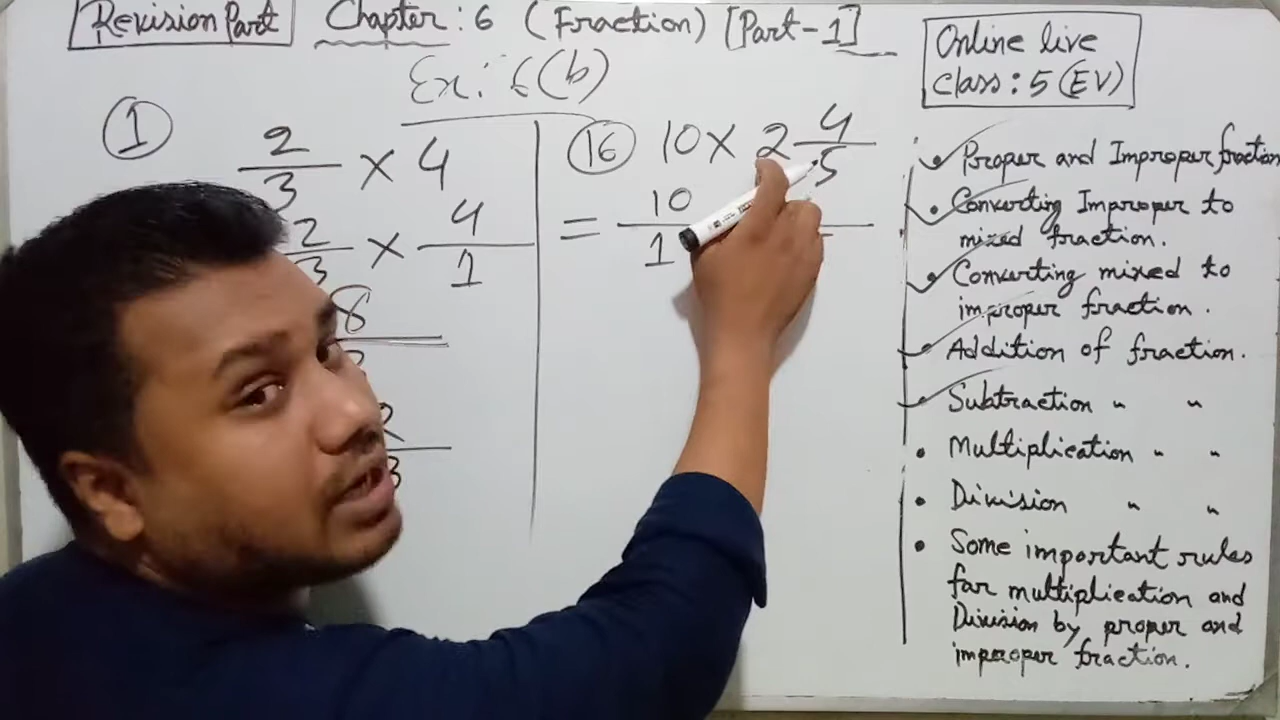 Revision Part
Chapter : 6 (Fraction) [Part-1]
Ex: 6(b)
Online live
class : 5 (EV)
①
2/3 × 4
2/3 × 4/1
8
3
⑯ 10 × 2 4/5
= 10/1
Proper and Improper fraction
Converting Improper to
mixed fraction.
Converting mixed to
improper fraction.
Addition of fraction.
Subtraction " "
Multiplication " "
Division " "
Some important rules
for multiplication and
Division by proper and
improper fraction.